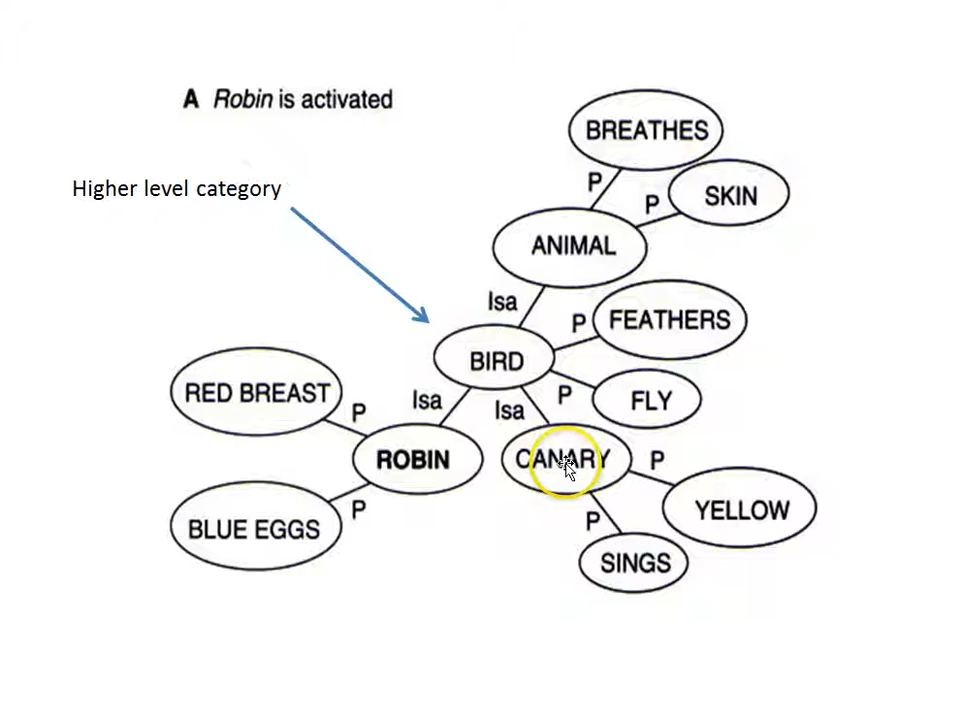 A Robin is activated
BREATHES
Higher level category
P
SKIN
P
ANIMAL
Isa
FEATHERS
P
BIRD
RED BREAST
Isa
Isa
P
FLY
P
ROBIN
CANARY
P
BLUE EGGS
P
YELLOW
P
SINGS